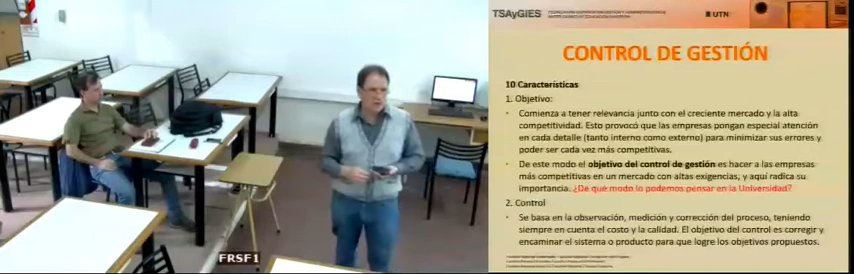 TSAyGIES
UTN
CONTROL DE GESTIÓN
10 Características
1. Objetivo:
• Comienza a tener relevancia junto con el creciente mercado y la alta
competitividad. Esto provocó que las empresas pongan especial atención
en cada detalle (tanto interno como externo) para minimizar sus errores y
poder ser cada vez más competitivas.
• De este modo el objetivo del control de gestión es hacer a las empresas
más competitivas en un mercado con altas exigencias, y aquí radica su
importancia. ¿De qué modo lo podemos pensar en la Universidad?
2. Control
• Se basa en la observación, medición y corrección del proceso, teniendo
siempre en cuenta el costo y la calidad. El objetivo del control es corregir y
encaminar el sistema o producto para que logre los objetivos propuestos.
FRSF1